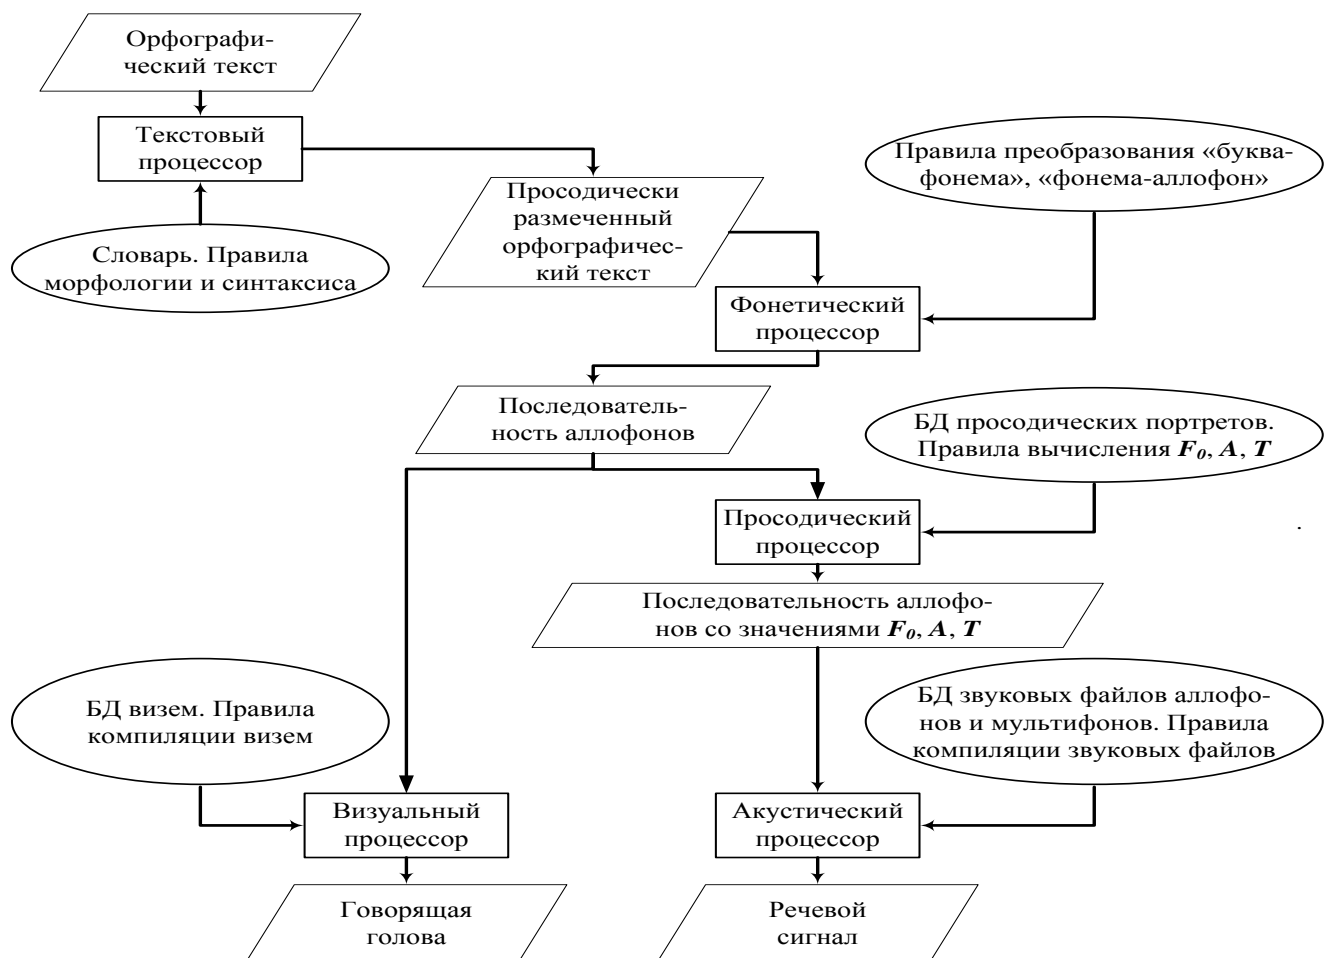 Орфографи-
ческий текст
Текстовый
процессор
Правила преобразования «буква-
фонема», «фонема-аллофон»
Просодически
размеченный
орфографичес-
кий текст
Словарь. Правила
морфологии и синтаксиса
Фонетический
процессор
Последователь-
ность аллофонов
БД просодических портретов.
Правила вычисления F₀, A, T
Просодический
процессор
Последовательность аллофо-
нов со значениями F₀, A, T
БД визем. Правила
компиляции визем
БД звуковых файлов аллофо-
нов и мультифонов. Правила
компиляции звуковых файлов
Визуальный
процессор
Акустический
процессор
Говорящая
голова
Речевой
сигнал